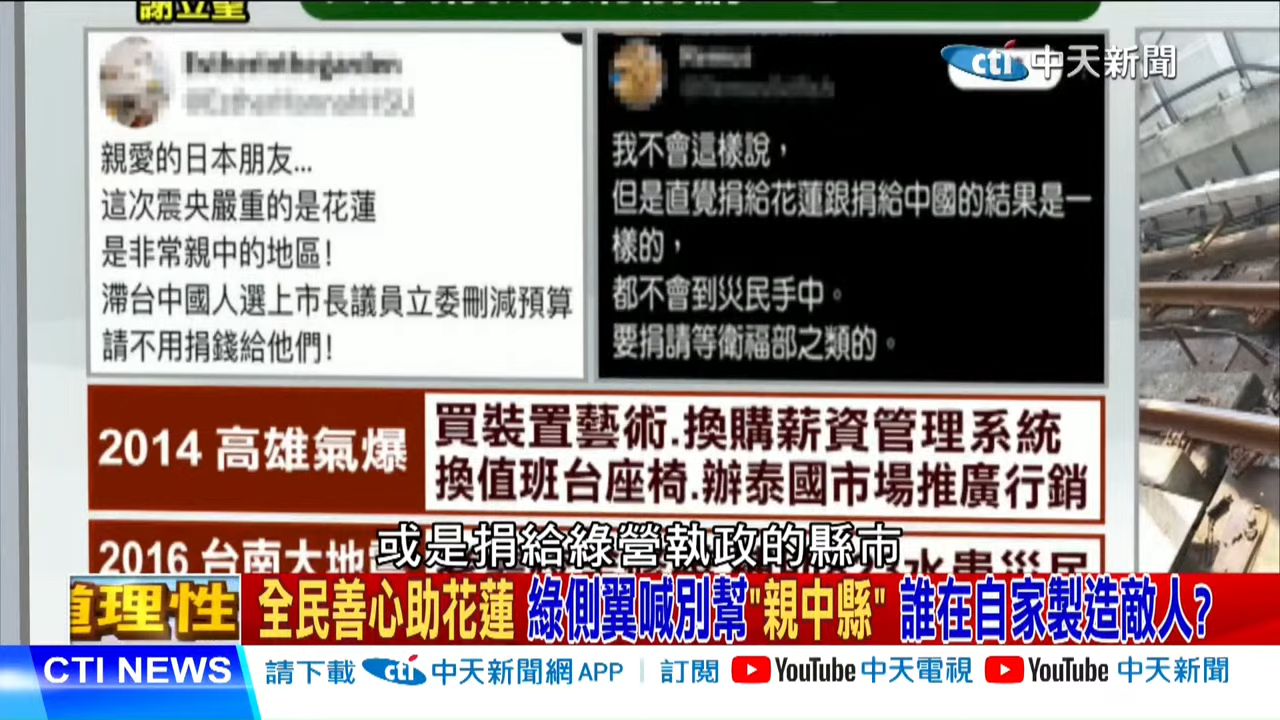 cti 中天新聞
親愛的日本朋友...
這次震央嚴重的是花蓮
是非常親中的地區!
滯台中國人選上市長議員立委刪減預算
請不用捐錢給他們!
我不會這樣說，
但是直覺捐給花蓮跟捐給中國的結果是一
樣的，
都不會到災民手中。
要捐請等衛福部之類的。
2014 高雄氣爆
買裝置藝術.換購薪資管理系統
換值班台座椅.辦泰國市場推廣行銷
2016 台南大地
水患災民
或是捐給綠營執政的縣市
理性
全民善心助花蓮 綠側翼喊別幫"親中縣" 誰在自家製造敵人?
CTI NEWS
請下載 cti 中天新聞網APP | 訂閱 YouTube 中天電視 YouTube 中天新聞